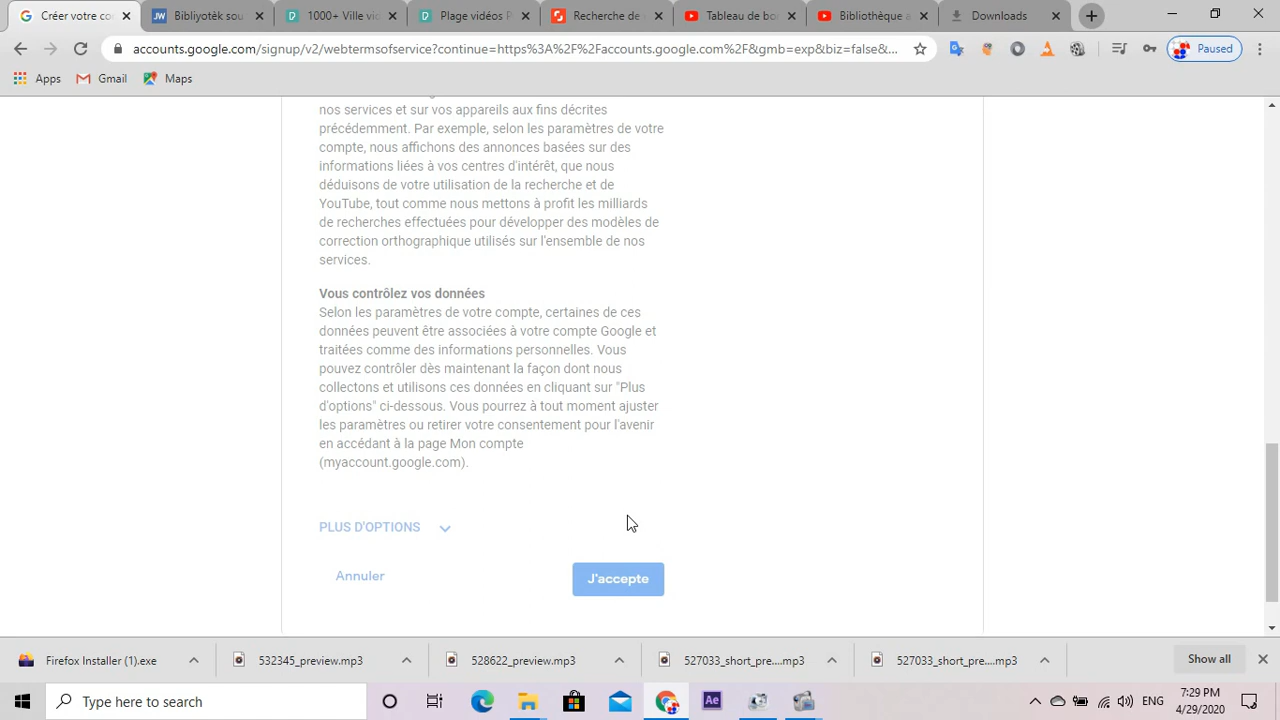 Créer votre co
Bibliyotèk sou
1000+ Ville vid
Plage vidéos P
Recherche de
Tableau de bo
Bibliothèque a
Downloads
accounts.google.com/signup/v2/webtermsofservice?continue=https%3A%2F%2Faccounts.google.com%2F&gmb=exp&biz=false&...
Paused
Apps
Gmail
Maps
nos services et sur vos appareils aux fins décrites
précédemment. Par exemple, selon les paramètres de votre
compte, nous affichons des annonces basées sur des
informations liées à vos centres d'intérêt, que nous
déduisons de votre utilisation de la recherche et de
YouTube, tout comme nous mettons à profit les milliards
de recherches effectuées pour développer des modèles de
correction orthographique utilisés sur l'ensemble de nos
services.
Vous contrôlez vos données
Selon les paramètres de votre compte, certaines de ces
données peuvent être associées à votre compte Google et
traitées comme des informations personnelles. Vous
pouvez contrôler dès maintenant la façon dont nous
collectons et utilisons ces données en cliquant sur "Plus
d'options" ci-dessous. Vous pourrez à tout moment ajuster
les paramètres ou retirer votre consentement pour l'avenir
en accédant à la page Mon compte
(myaccount.google.com).
PLUS D'OPTIONS
Annuler
J'accepte
Firefox Installer (1).exe
532345_preview.mp3
528622_preview.mp3
527033_short_pre....mp3
527033_short_pre....mp3
Show all
Type here to search
ENG
7:29 PM
4/29/2020